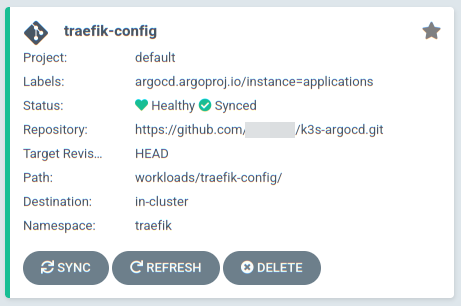 traefik-config
Project: default
Labels: argocd.argoproj.io/instance=applications
Status: Healthy Synced
Repository: https://github.com/ /k3s-argocd.git
Target Revis... HEAD
Path: workloads/traefik-config/
Destination: in-cluster
Namespace: traefik
SYNC REFRESH DELETE